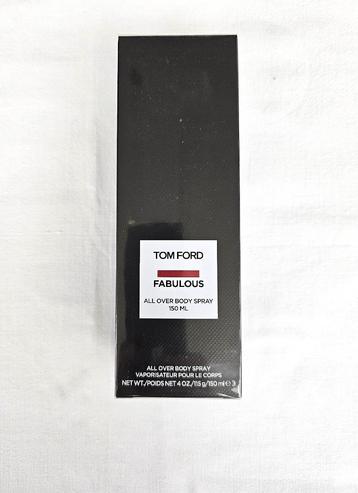 TOM FORD
FABULOUS
ALL OVER BODY SPRAY
150 ML
ALL OVER BODY SPRAY
VAPORISATEUR POUR LE CORPS
NET WT./POIDS NET 4 OZ./115 g/150 ml ℮ 3